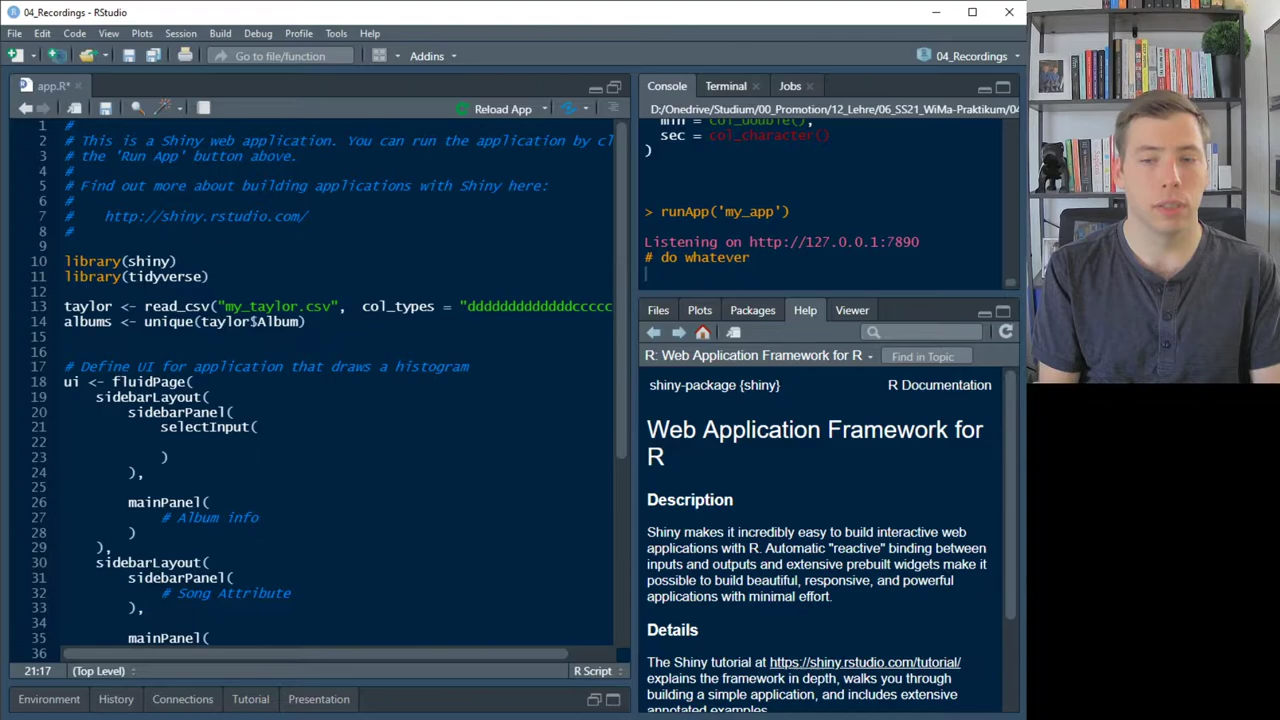 04_Recordings - RStudio
File Edit Code View Plots Session Build Debug Profile Tools Help
Go to file/function Addins 04_Recordings
app.R*
Reload App
1 #
2 # This is a Shiny web application. You can run the application by cl
3 # the 'Run App' button above.
4 #
5 # Find out more about building applications with Shiny here:
6 #
7 # http://shiny.rstudio.com/
8 #
9
10 library(shiny)
11 library(tidyverse)
12
13 taylor <- read_csv("my_taylor.csv", col_types = "dddddddddddddccccc
14 albums <- unique(taylor$Album)
15
16
17 # Define UI for application that draws a histogram
18 ui <- fluidPage(
19 sidebarLayout(
20 sidebarPanel(
21 selectInput(
22
23 )
24 ),
25
26 mainPanel(
27 # Album info
28 )
29 ),
30 sidebarLayout(
31 sidebarPanel(
32 # Song Attribute
33 ),
34
35 mainPanel(
36
21:17 (Top Level) R Script
Environment History Connections Tutorial Presentation
Console Terminal Jobs
D:/Onedrive/Studium/00_Promotion/12_Lehre/06_SS21_WiMa-Praktikum/04
min = col_double(),
sec = col_character()
)
> runApp('my_app')
Listening on http://127.0.0.1:7890
# do whatever
Files Plots Packages Help Viewer
R: Web Application Framework for R Find in Topic
shiny-package {shiny} R Documentation
Web Application Framework for
R
Description
Shiny makes it incredibly easy to build interactive web
applications with R. Automatic "reactive" binding between
inputs and outputs and extensive prebuilt widgets make it
possible to build beautiful, responsive, and powerful
applications with minimal effort.
Details
The Shiny tutorial at https://shiny.rstudio.com/tutorial/
explains the framework in depth, walks you through
building a simple application, and includes extensive
annotated examples.